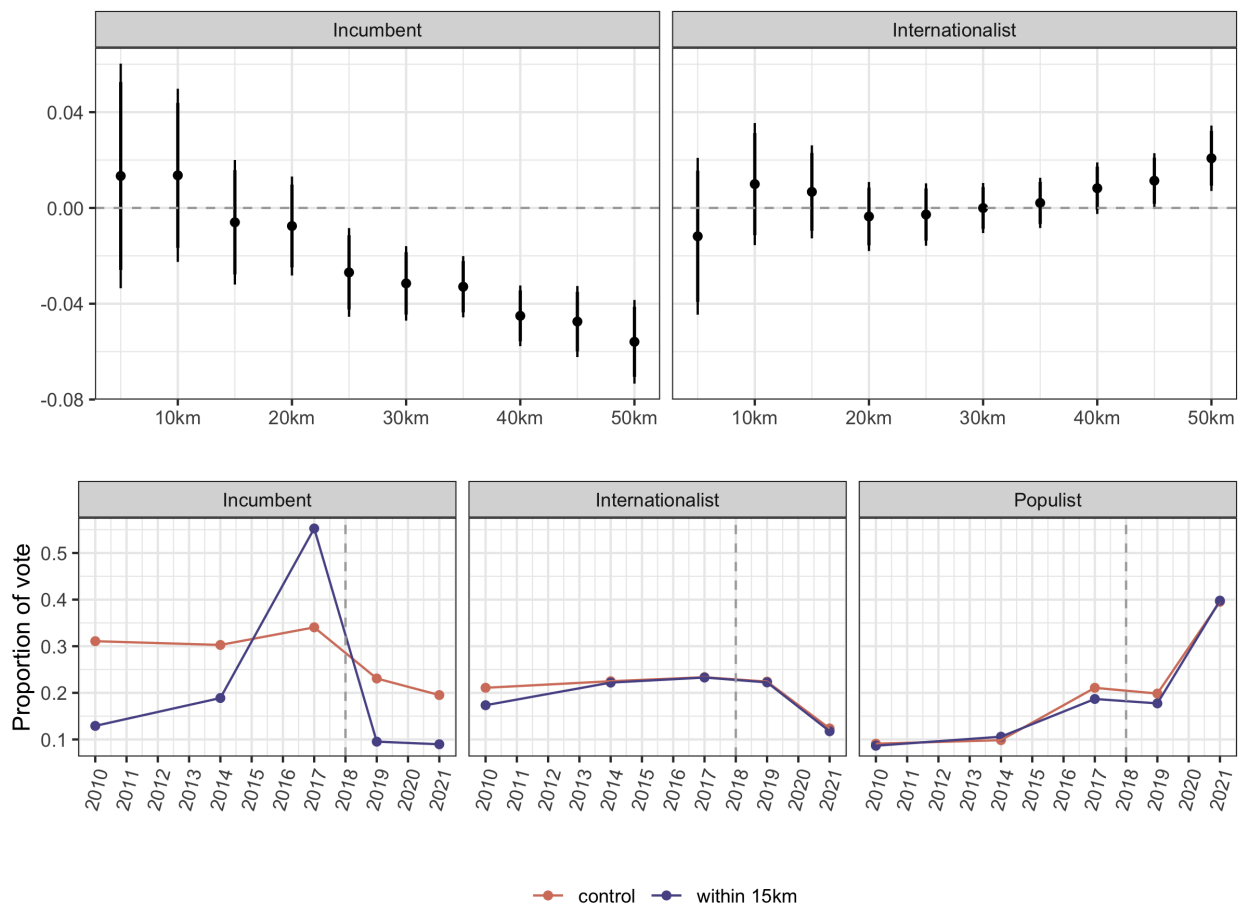 Incumbent Internationalist
0.04
0.00
-0.04
-0.08
10km 20km 30km 40km 50km 10km 20km 30km 40km 50km
Incumbent Internationalist Populist
Proportion of vote
0.5
0.4
0.3
0.2
0.1
2010 2011 2012 2013 2014 2015 2016 2017 2018 2019 2020 2021 2010 2011 2012 2013 2014 2015 2016 2017 2018 2019 2020 2021 2010 2011 2012 2013 2014 2015 2016 2017 2018 2019 2020 2021
control within 15km